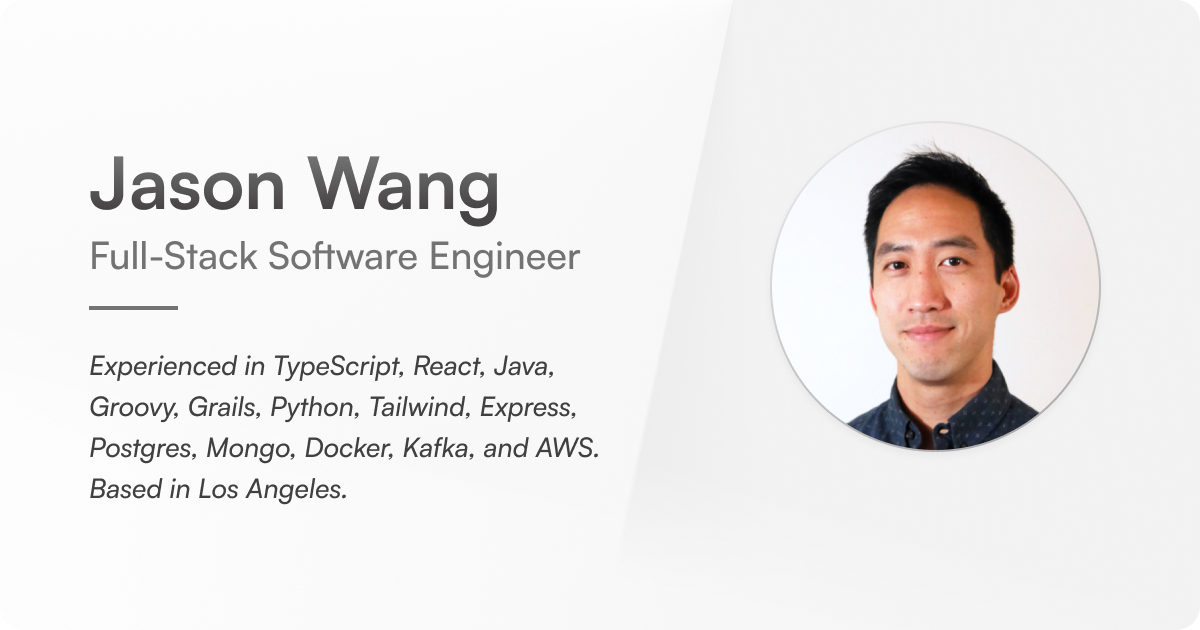 Jason Wang
Full-Stack Software Engineer
Experienced in TypeScript, React, Java,
Groovy, Grails, Python, Tailwind, Express,
Postgres, Mongo, Docker, Kafka, and AWS.
Based in Los Angeles.